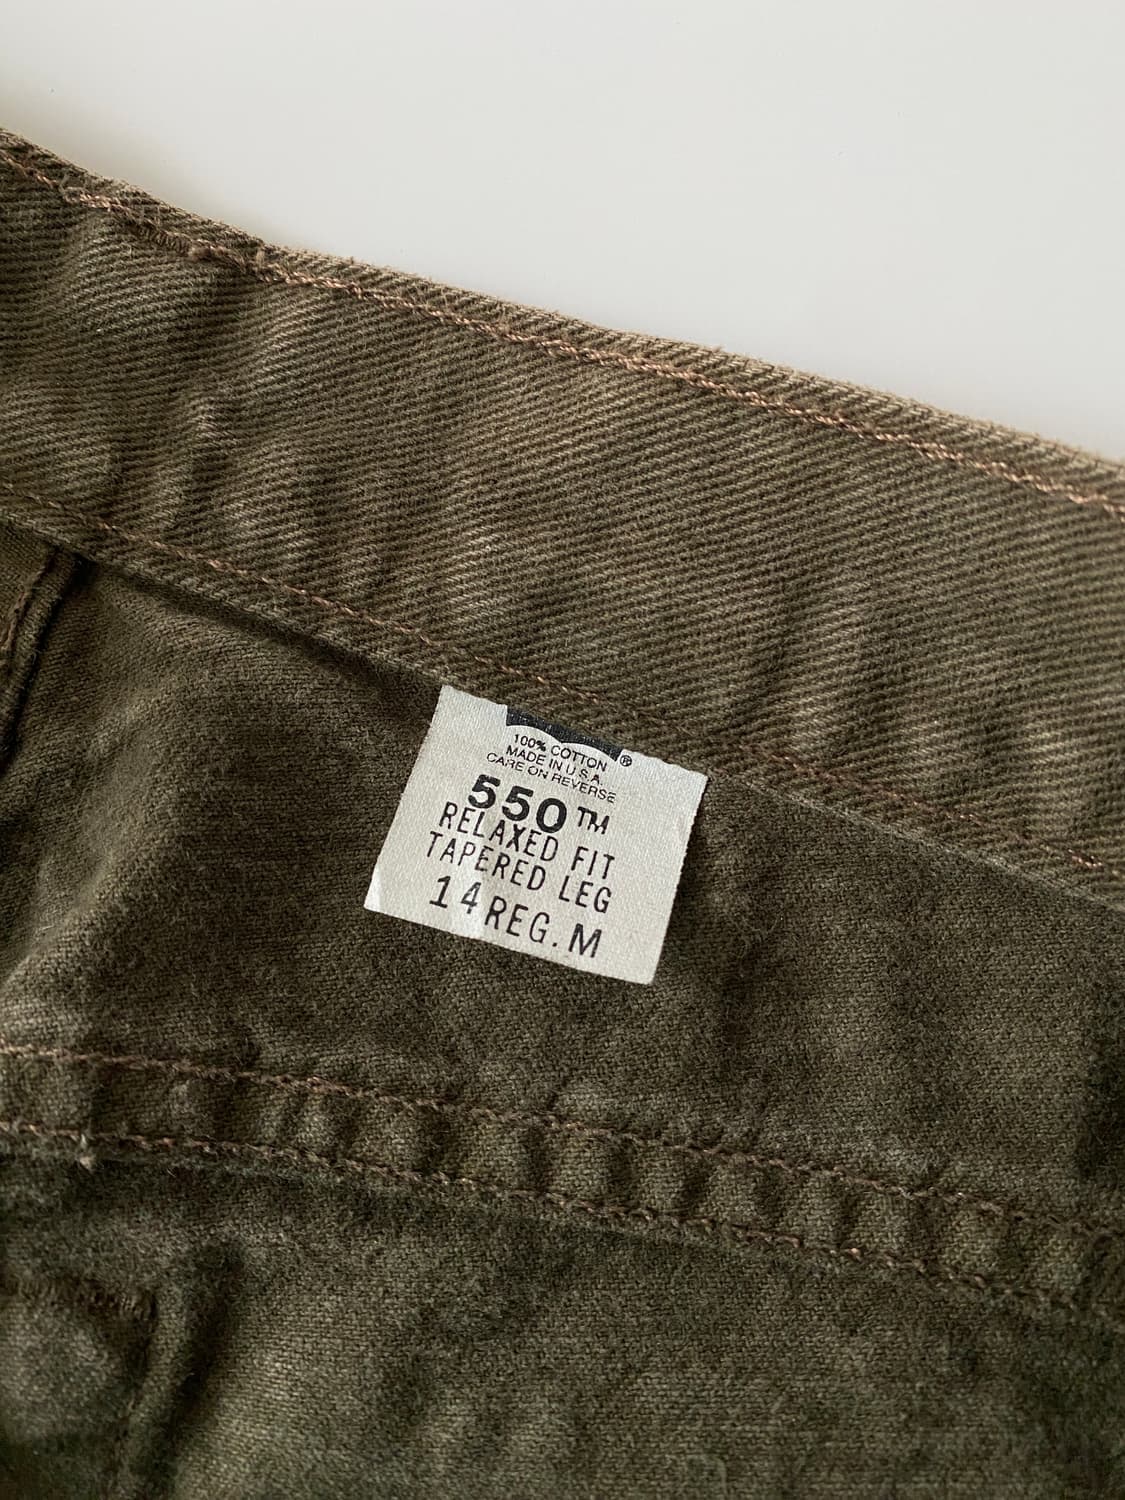 ®
100% COTTON
MADE IN U.S.A.
CARE ON REVERSE
550™
RELAXED FIT
TAPERED LEG
14 REG. M